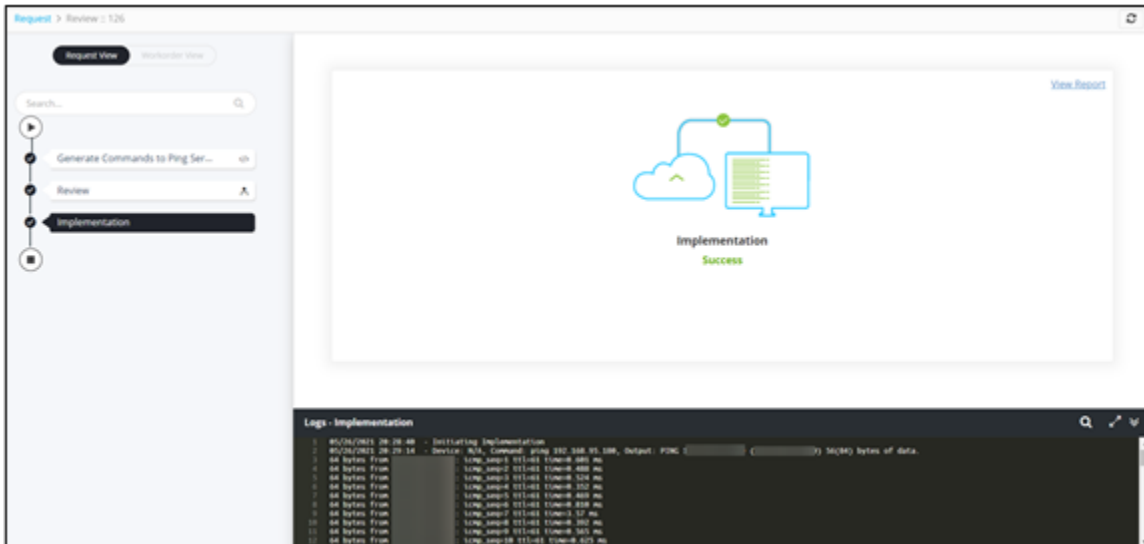 Request > Review :: 126
Request View
Workorder View
Search...
Generate Commands to Ping Ser...
Review
Implementation
View Report
Implementation
Success
Logs - Implementation
1 05/26/2021 20:28:40 - Initiating Implementation
2 05/26/2021 20:29:14 - Device: N/A, Command: ping 192.168.95.100, Output: PING ( ) 56(84) bytes of data.
3 64 bytes from : icmp_seq=1 ttl=61 time=0.601 ms
4 64 bytes from : icmp_seq=2 ttl=61 time=0.408 ms
5 64 bytes from : icmp_seq=3 ttl=61 time=0.524 ms
6 64 bytes from : icmp_seq=4 ttl=61 time=0.352 ms
7 64 bytes from : icmp_seq=5 ttl=61 time=0.469 ms
8 64 bytes from : icmp_seq=6 ttl=61 time=0.810 ms
9 64 bytes from : icmp_seq=7 ttl=61 time=3.57 ms
10 64 bytes from : icmp_seq=8 ttl=61 time=0.392 ms
11 64 bytes from : icmp_seq=9 ttl=61 time=0.565 ms
12 64 bytes from : icmp_seq=10 ttl=61 time=0.625 ms